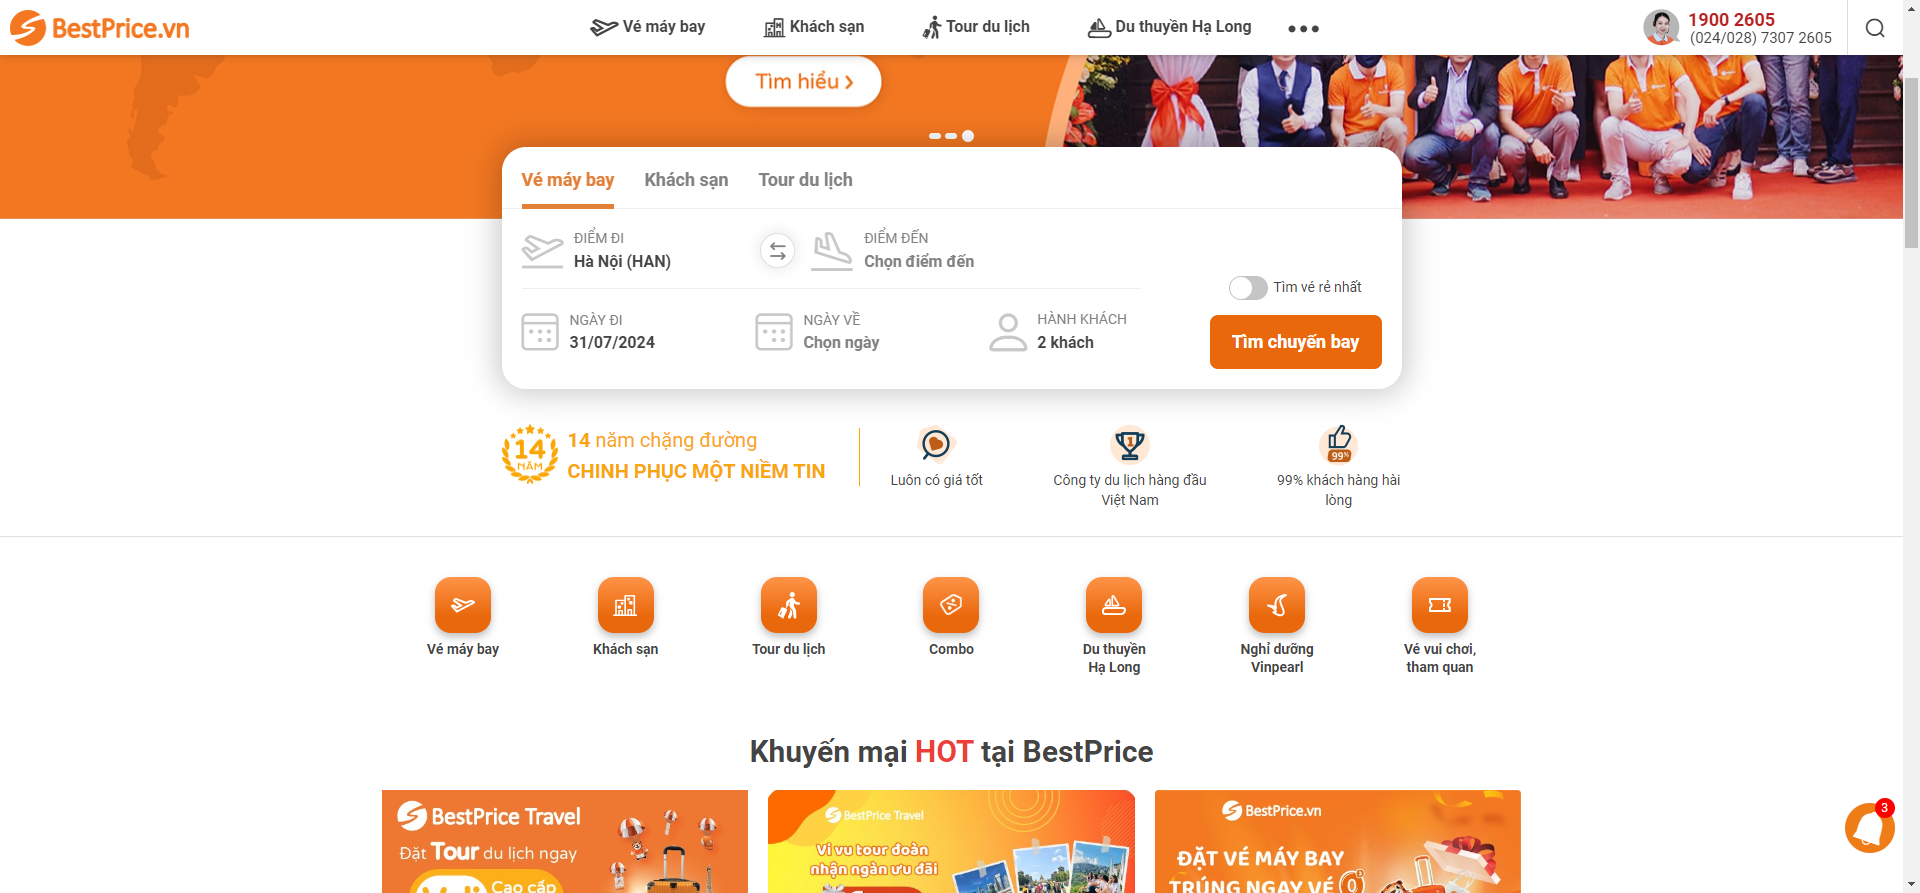 BestPrice.vn
Vé máy bay
Khách sạn
Tour du lịch
Du thuyền Hạ Long
1900 2605
(024/028) 7307 2605
Tìm hiểu
Vé máy bay
Khách sạn
Tour du lịch
ĐIỂM ĐI
Hà Nội (HAN)
ĐIỂM ĐẾN
Chọn điểm đến
Tìm vé rẻ nhất
NGÀY ĐI
31/07/2024
NGÀY VỀ
Chọn ngày
HÀNH KHÁCH
2 khách
Tìm chuyến bay
14
NĂM
14 năm chặng đường
CHINH PHỤC MỘT NIỀM TIN
Luôn có giá tốt
1
Công ty du lịch hàng đầu
Việt Nam
99%
99% khách hàng hài
lòng
Vé máy bay
Khách sạn
Tour du lịch
Combo
Du thuyền
Hạ Long
Nghỉ dưỡng
Vinpearl
Vé vui chơi,
tham quan
Khuyến mại HOT tại BestPrice
BestPrice Travel
Đặt Tour du lịch ngay
Vali Cao cấp
BestPrice Travel
Vi vu tour đoàn
nhận ngàn ưu đãi
BestPrice.vn
ĐẶT VÉ MÁY BAY
TRÚNG NGAY VÉ 0
3